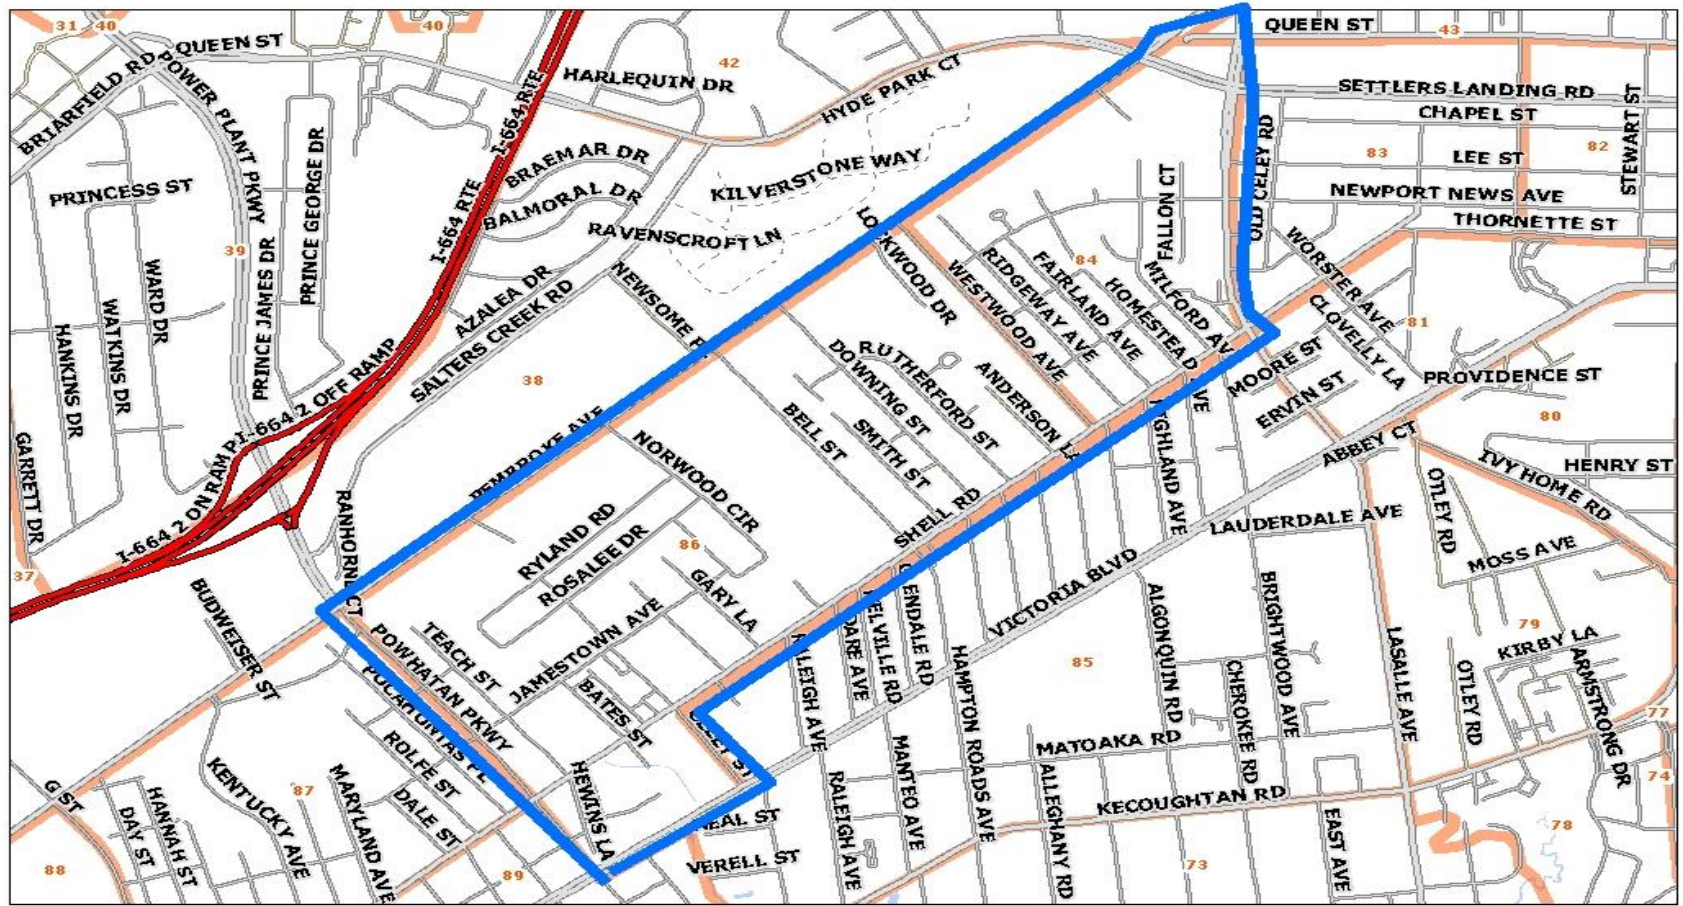 31
40
40
QUEEN ST
QUEEN ST
43
BRIARFIELD RD
POWER PLANT PKWY
I-664 RTE
HARLEQUIN DR
42
HYDE PARK CT
SETTLERS LANDING RD
CHAPEL ST
STEWART ST
OLD CELEY RD
83
LEE ST
82
PRINCESS ST
PRINCE GEORGE DR
BRAEMAR DR
BALMORAL DR
KILVERSTONE WAY
FALLON CT
NEWPORT NEWS AVE
THORNETTE ST
39
I-664 RTE
RAVENSCROFT LN
LOCKWOOD DR
WESTWOOD AVE
RIDGEWAY AVE
FAIRLAND AVE
84
HOMESTEAD AVE
MILFORD AV
WORSTER AVE
CLOVELLY LA
81
WARD DR
WATKINS DR
HANKINS DR
PRINCE JAMES DR
AZALEA DR
SALTERS CREEK RD
NEWSOME P
38
DOWNING ST
RUTHERFORD ST
ANDERSON LA
MOORE ST
ERVIN ST
PROVIDENCE ST
80
I-664 2 OFF RAMP
I-664 2 ON RAMP
GARRETT DR
37
PEMBROKE AVE
BELL ST
SMITH ST
HIGHLAND AVE
ABBEY CT
OTLEY RD
IVY HOME RD
HENRY ST
NORWOOD CIR
RANHORNE CT
RYLAND RD
ROSALEE DR
86
SHELL RD
LAUDERDALE AVE
MOSS AVE
BUDWEISER ST
GARY LA
JAMESTOWN AVE
TEACH ST
POWHATAN PKWY
POCAHONTAS PL
BATES ST
RALEIGH AVE
DARE AVE
MELVILLE RD
GLENDALE RD
HAMPTON ROADS AVE
VICTORIA BLVD
85
ALGONQUIN RD
BRIGHTWOOD AVE
CHEROKEE RD
LASALLE AVE
79
KIRBY LA
ARMSTRONG DR
OTLEY RD
77
G ST
KENTUCKY AVE
87
ROLFE ST
DALE ST
MARYLAND AVE
HEWINS LA
NEAL ST
VERELL ST
RALEIGH AVE
MANTEO AVE
MATOAKA RD
ALLEGHANY RD
KECOUGHTAN RD
EAST AVE
74
78
73
HANNAH ST
DAY ST
88
89